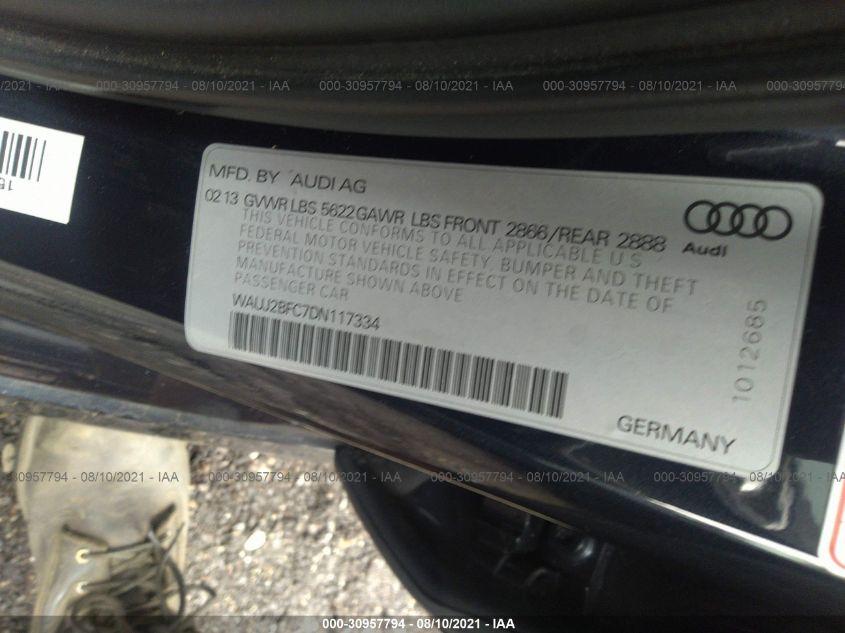 000-30957794 - 08/10/2021 - IAA
000-30957794 - 08/10/2021 - IAA
000-30957794 - 08/10/2021 - IAA
MFD. BY AUDI AG
0213 GVWR LBS 5622 GAWR LBS FRONT 2866/REAR 2888
THIS VEHICLE CONFORMS TO ALL APPLICABLE U S
FEDERAL MOTOR VEHICLE SAFETY, BUMPER AND THEFT
PREVENTION STANDARDS IN EFFECT ON THE DATE OF
MANUFACTURE SHOWN ABOVE
PASSENGER CAR
WAUJ2BFC7DN117334
Audi
1012685
GERMANY
000-30957794 - 08/10/2021 - IAA
000-30957794 - 08/10/2021 - IAA
000-30957794 - 08/10/2021 - IAA
000-30957794 - 08/10/2021 - IAA